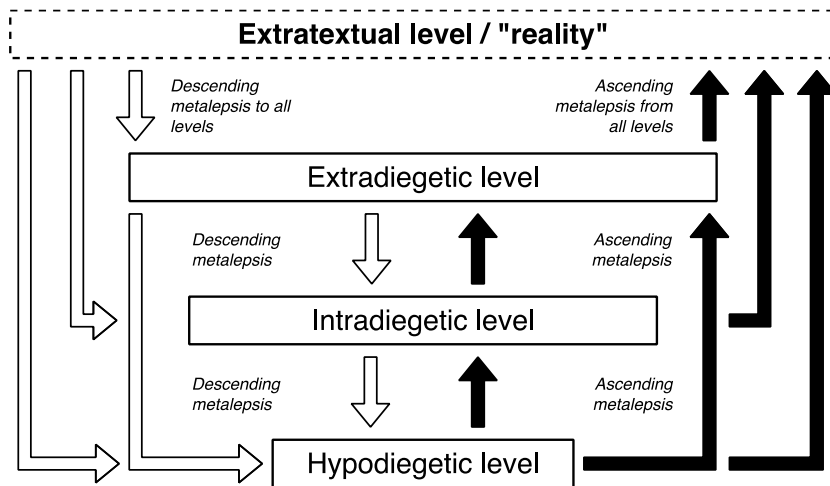 Extratextual level / "reality"
Descending
metalepsis to all
levels
Ascending
metalepsis from
all levels
Extradiegetic level
Descending
metalepsis
Ascending
metalepsis
Intradiegetic level
Descending
metalepsis
Ascending
metalepsis
Hypodiegetic level